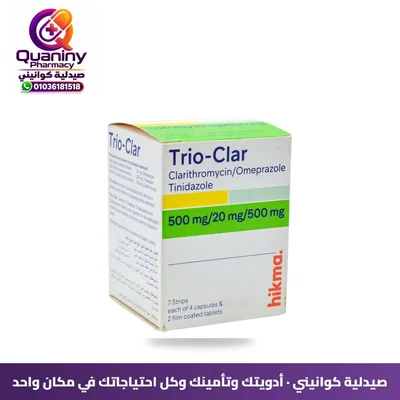 Quaniny
Pharmacy
صيدلية كوانيني
01036181518
Trio-Clar
Clarithromycin/Omeprazole
Tinidazole
500 mg/20 mg/500 mg
7 Strips
each of 4 capsules &
2 film coated tablets
hikma.
صيدلية كوانيني - أدويتك وتأمينك وكل احتياجاتك في مكان واحد